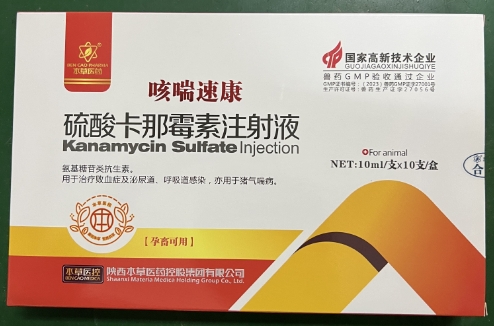 BEN CAO PHARMA
本草医药
国家高新技术企业
GUOJIAGAOXINJISHUQIYE
兽药GMP验收通过企业
咳喘速康
硫酸卡那霉素注射液
Kanamycin Sulfate Injection
For animal
NET:10ml/支×10支/盒
氨基糖苷类抗生素。
用于治疗败血症及泌尿道、呼吸道感染，亦用于猪气喘病。
【孕畜可用】
本草医控
陕西本草医药控股集团有限公司
Shaanxi Materia Medica Holding Group Co., Ltd.
合